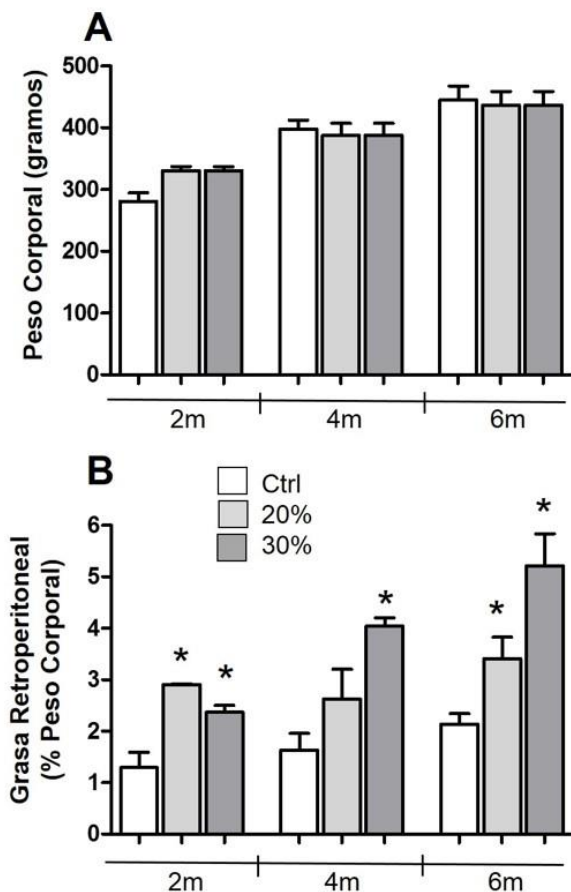 A
Peso Corporal (gramos)
500
400
300
200
100
0
2m 4m 6m
B
Ctrl
20%
30%
Grasa Retroperitoneal
(% Peso Corporal)
6
5
4
3
2
1
0
* * * * *
2m 4m 6m